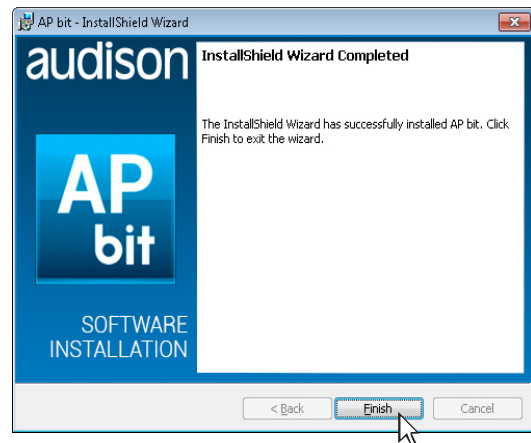 AP bit - InstallShield Wizard
audison
InstallShield Wizard Completed
The InstallShield Wizard has successfully installed AP bit. Click
Finish to exit the wizard.
AP
bit
SOFTWARE
INSTALLATION
< Back
Finish
Cancel